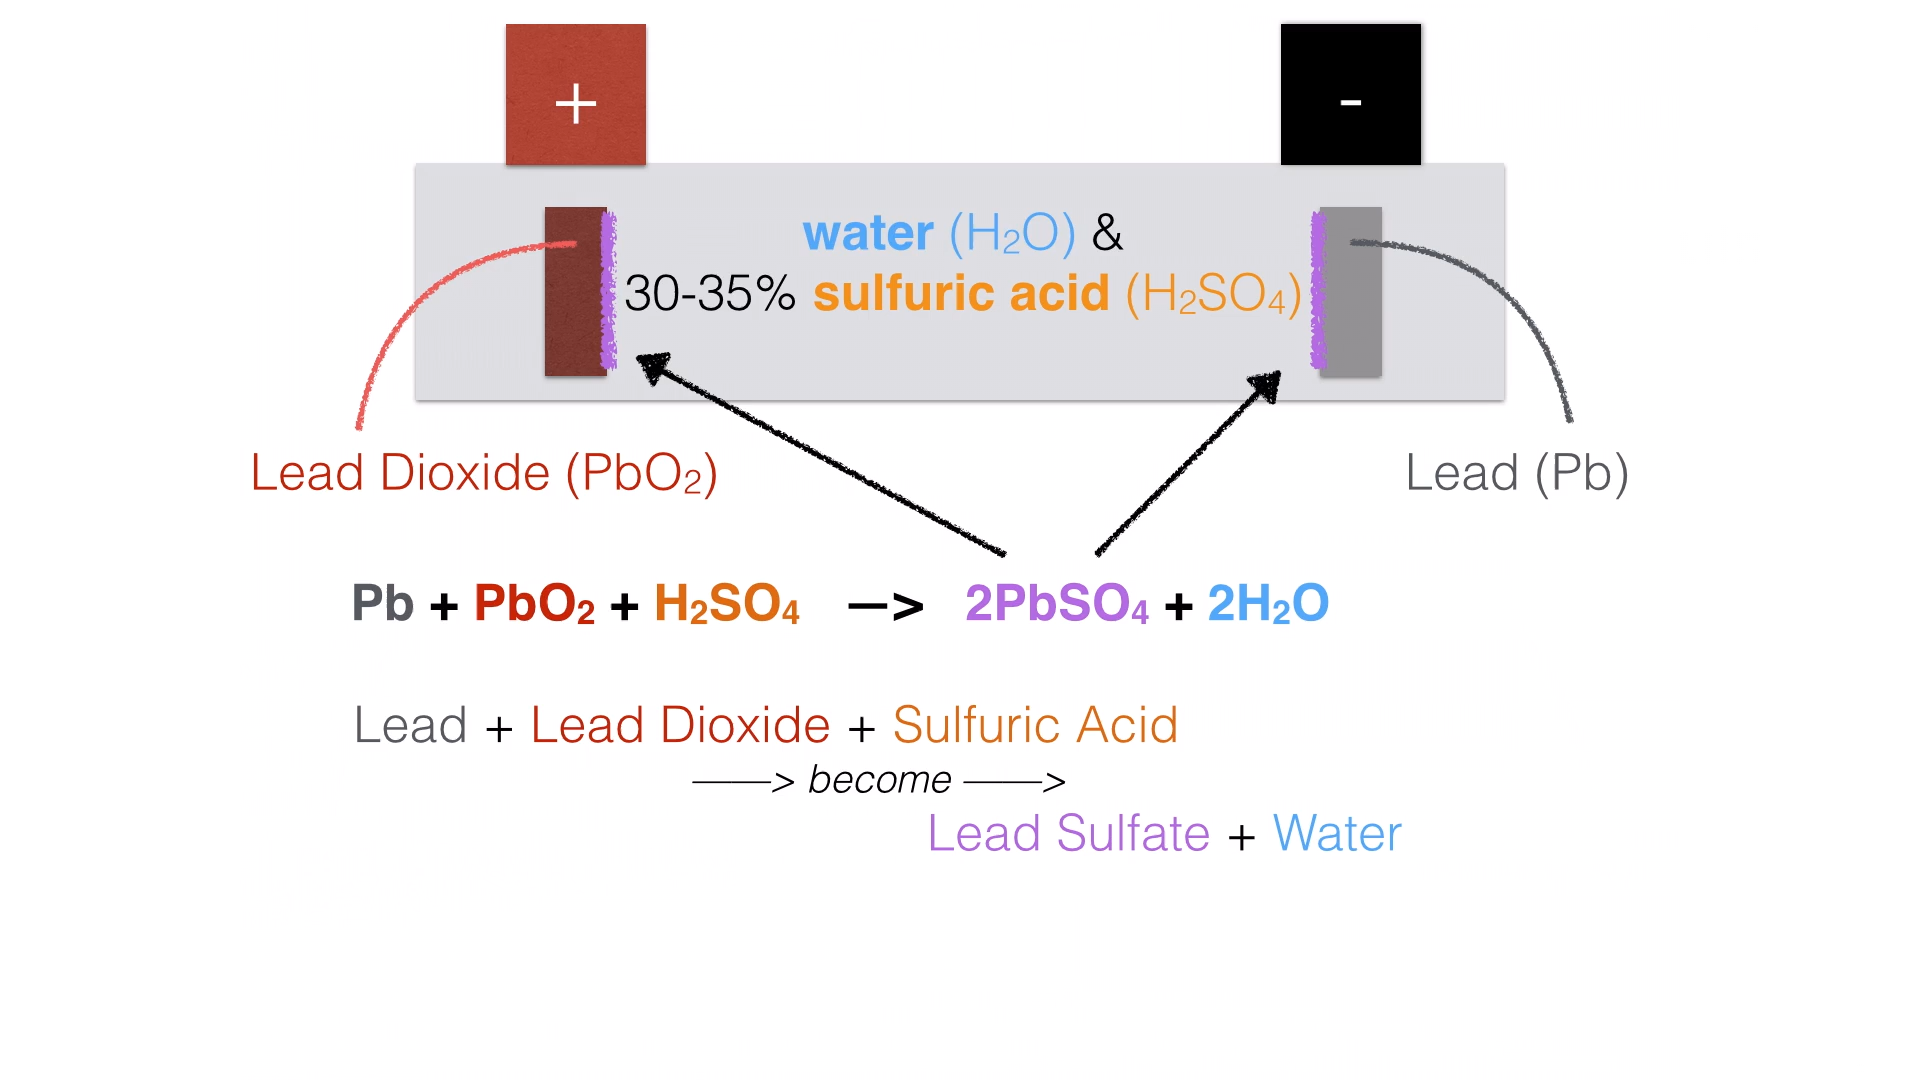 +
-
water (H₂O) &
30-35% sulfuric acid (H₂SO₄)
Lead Dioxide (PbO₂)
Lead (Pb)
Pb + PbO₂ + H₂SO₄ —> 2PbSO₄ + 2H₂O
Lead + Lead Dioxide + Sulfuric Acid
——> become ——>
Lead Sulfate + Water